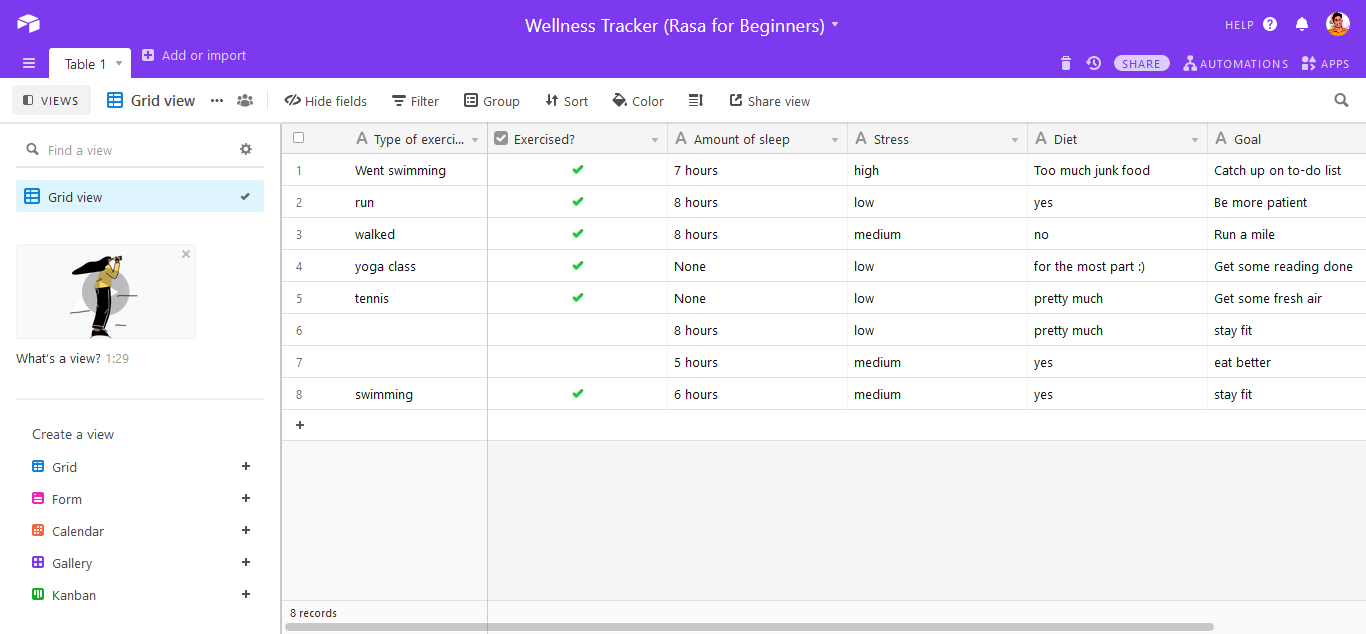 Wellness Tracker (Rasa for Beginners)
HELP
Table 1
Add or import
SHARE
AUTOMATIONS
APPS
VIEWS
Grid view
Hide fields
Filter
Group
Sort
Color
Share view
Find a view
Grid view
What's a view? 1:29
Create a view
Grid
Form
Calendar
Gallery
Kanban
Type of exerci... Exercised? Amount of sleep Stress Diet Goal
1 Went swimming 7 hours high Too much junk food Catch up on to-do list
2 run 8 hours low yes Be more patient
3 walked 8 hours medium no Run a mile
4 yoga class None low for the most part :) Get some reading done
5 tennis None low pretty much Get some fresh air
6 8 hours low pretty much stay fit
7 5 hours medium yes eat better
8 swimming 6 hours medium yes stay fit
8 records